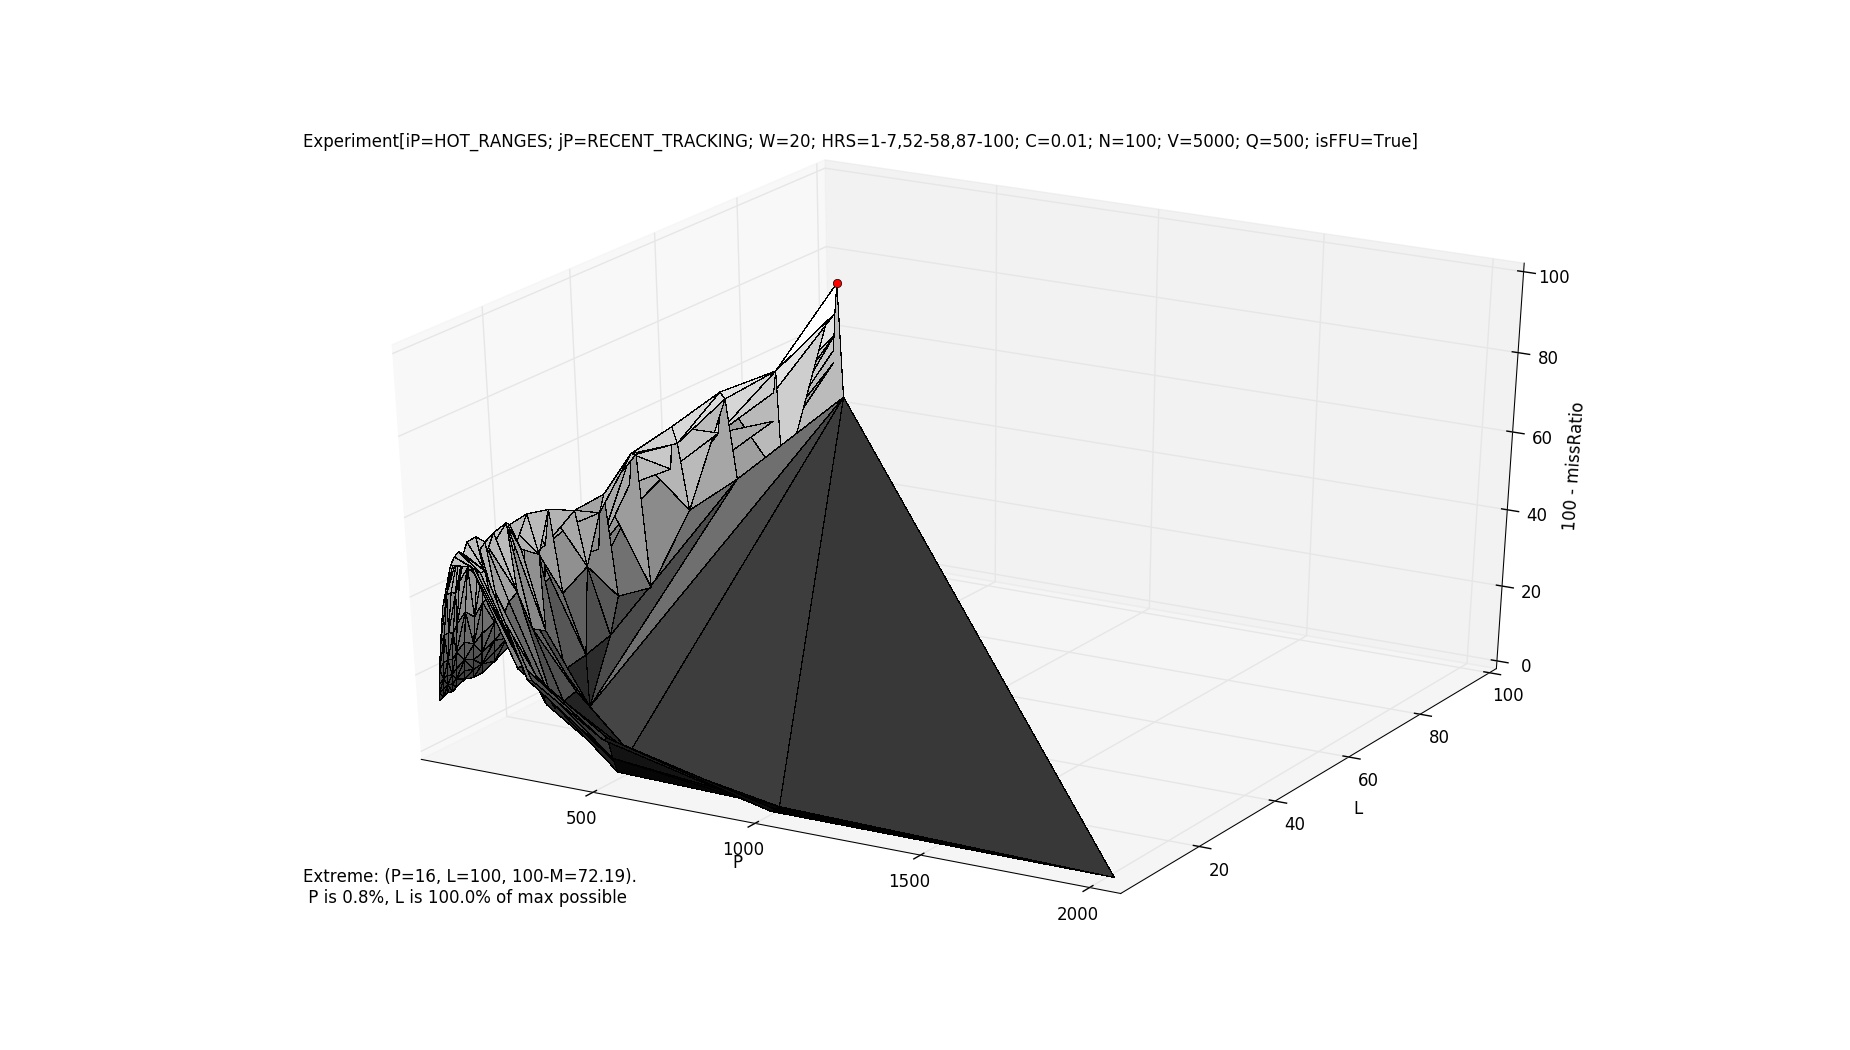 Experiment[iP=HOT_RANGES; jP=RECENT_TRACKING; W=20; HRS=1-7,52-58,87-100; C=0.01; N=100; V=5000; Q=500; isFFU=True]
100
80
60
40
20
0
100 - missRatio
100
80
60
40
20
L
500
1000
1500
2000
P
Extreme: (P=16, L=100, 100-M=72.19).
P is 0.8%, L is 100.0% of max possible